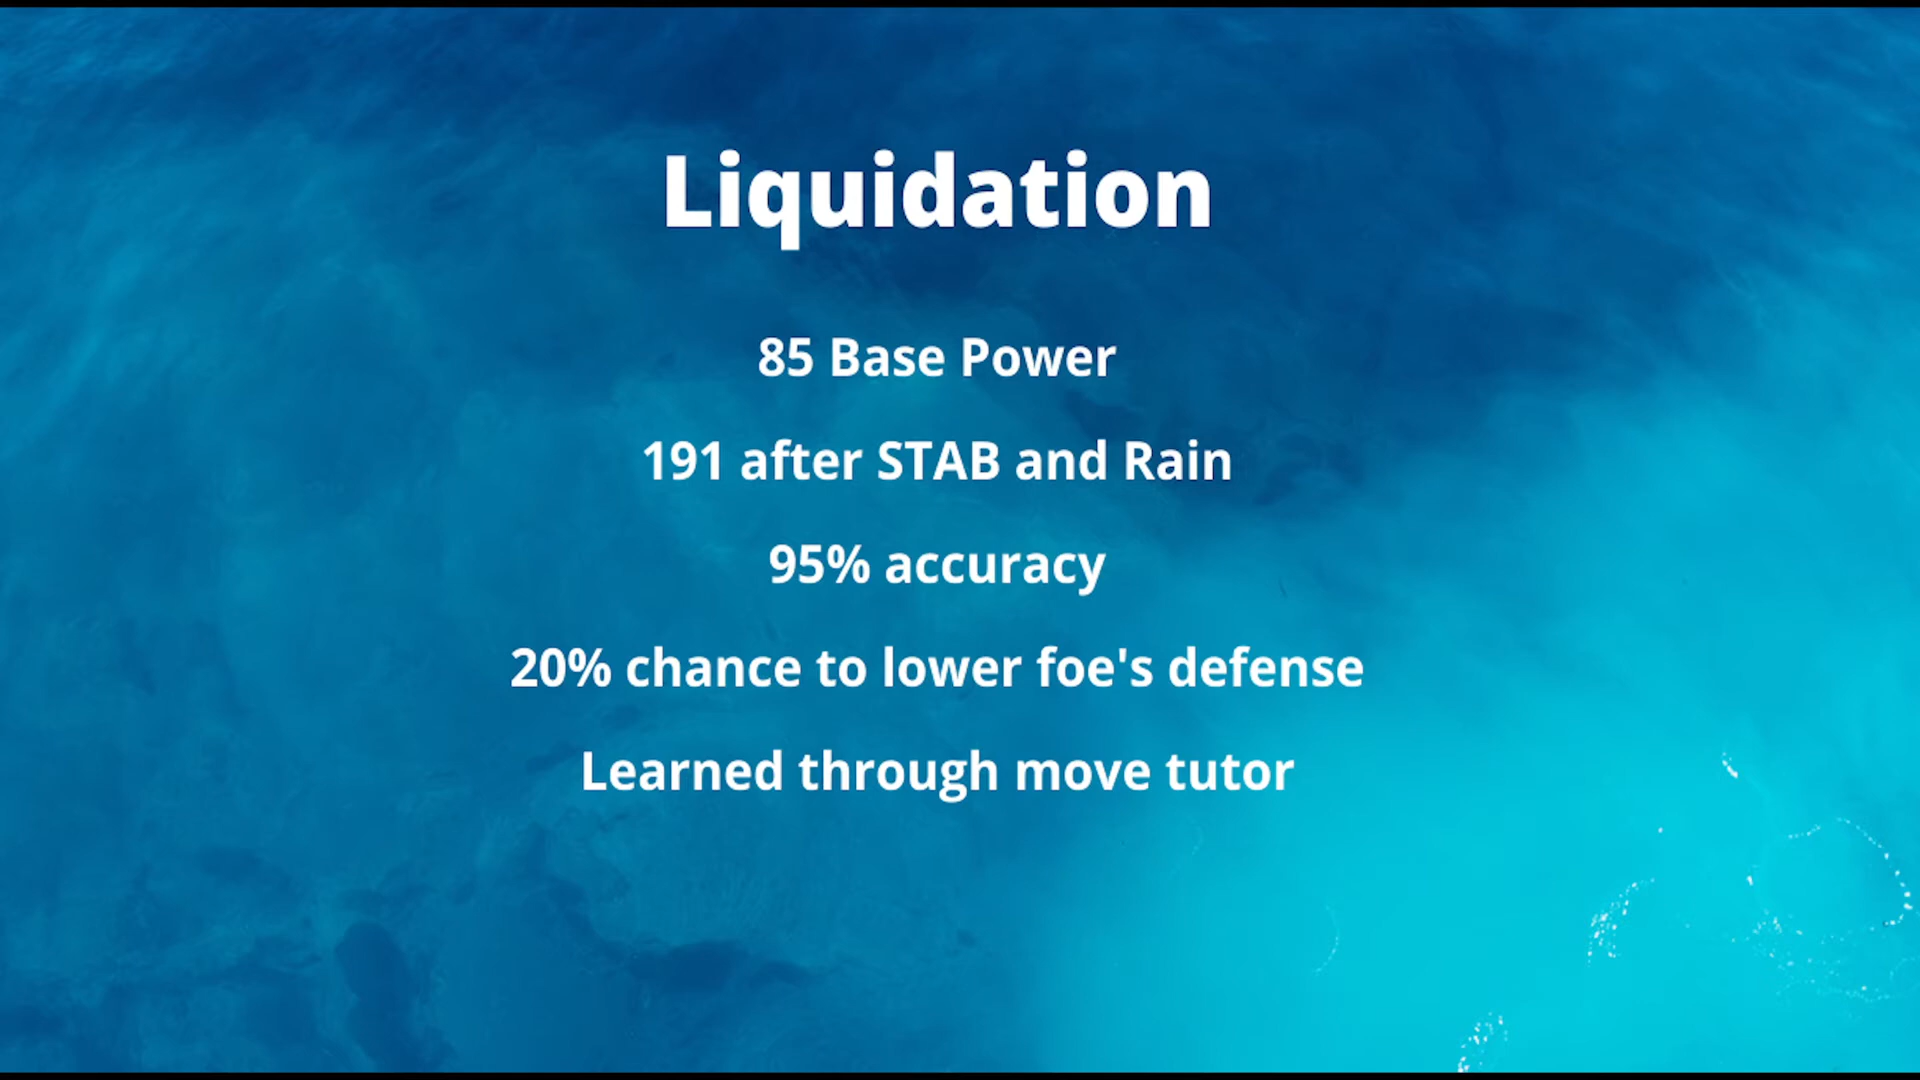 Liquidation
85 Base Power
191 after STAB and Rain
95% accuracy
20% chance to lower foe's defense
Learned through move tutor